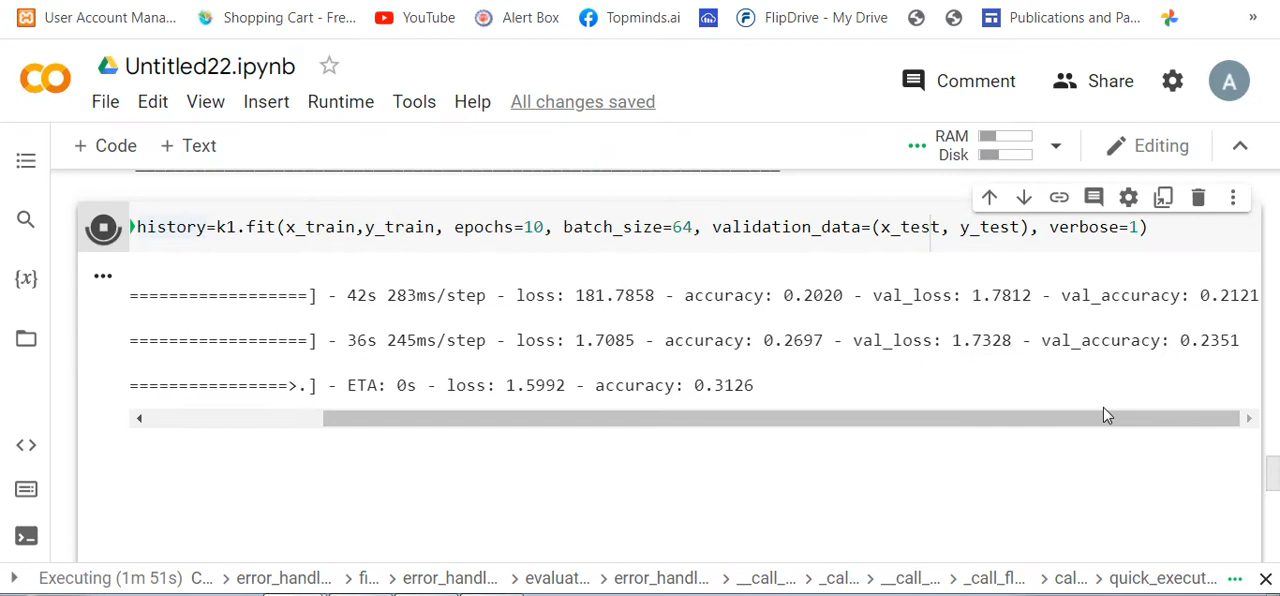 User Account Mana... Shopping Cart - Fre... YouTube Alert Box Topminds.ai FlipDrive - My Drive Publications and Pa... »
CO Untitled22.ipynb
Comment Share A
File Edit View Insert Runtime Tools Help All changes saved
+ Code + Text
RAM
Disk
Editing
history=k1.fit(x_train,y_train, epochs=10, batch_size=64, validation_data=(x_test, y_test), verbose=1)
==================] - 42s 283ms/step - loss: 181.7858 - accuracy: 0.2020 - val_loss: 1.7812 - val_accuracy: 0.2121
==================] - 36s 245ms/step - loss: 1.7085 - accuracy: 0.2697 - val_loss: 1.7328 - val_accuracy: 0.2351
================>.] - ETA: 0s - loss: 1.5992 - accuracy: 0.3126
{x}
Executing (1m 51s) C... > error_handl... > fi... > error_handl... > evaluat... > error_handl... > __call_... > _cal... > __call_... > _call_fl... > cal... > quick_execut...